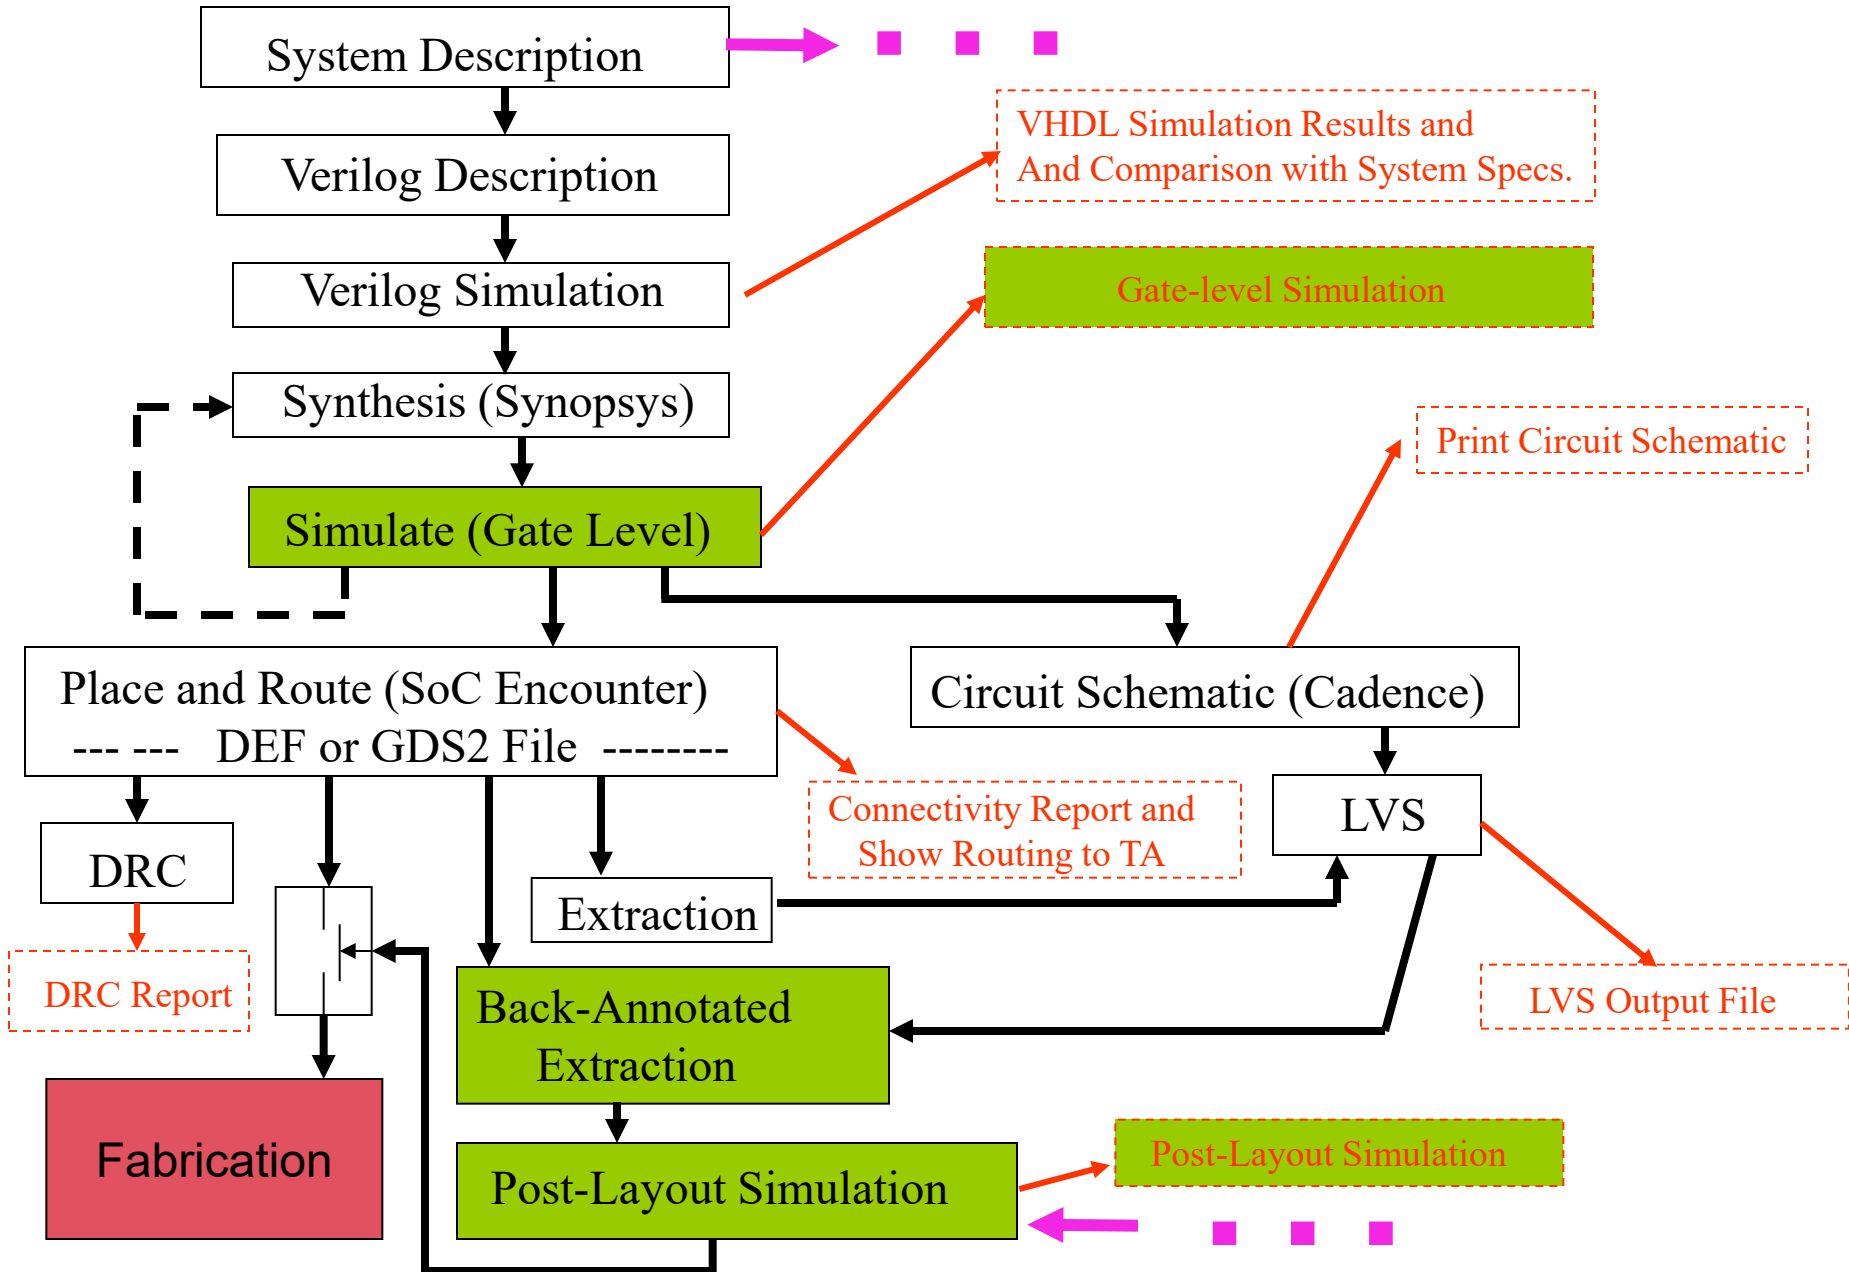 System Description
VHDL Simulation Results and
And Comparison with System Specs.
Verilog Description
Verilog Simulation
Gate-level Simulation
Synthesis (Synopsys)
Print Circuit Schematic
Simulate (Gate Level)
Place and Route (SoC Encounter)
--- --- DEF or GDS2 File --------
Circuit Schematic (Cadence)
Connectivity Report and
Show Routing to TA
LVS
DRC
Extraction
DRC Report
LVS Output File
Back-Annotated
Extraction
Fabrication
Post-Layout Simulation
Post-Layout Simulation